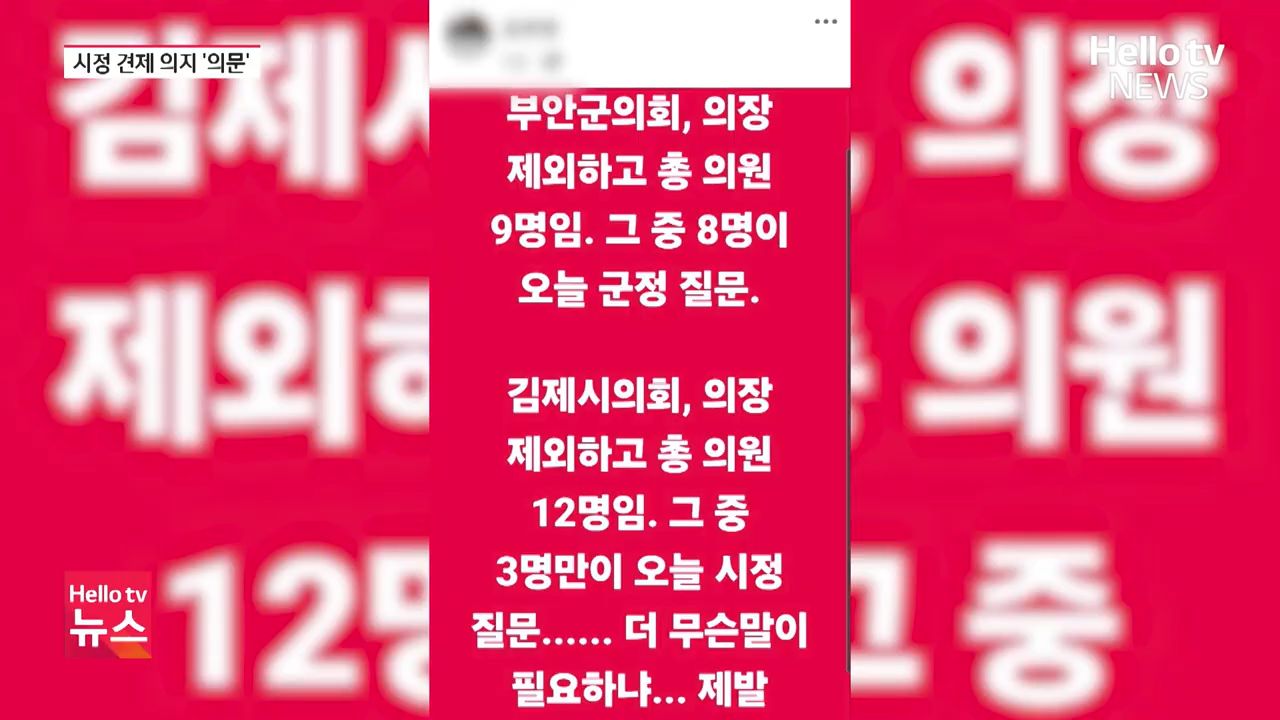 시정 견제 의지 '의문'
Hello tv
NEWS
부안군의회, 의장
제외하고 총 의원
9명임. 그 중 8명이
오늘 군정 질문.
김제시의회, 의장
제외하고 총 의원
12명임. 그 중
3명만이 오늘 시정
질문...... 더 무슨말이
필요하냐... 제발
Hello tv
뉴스